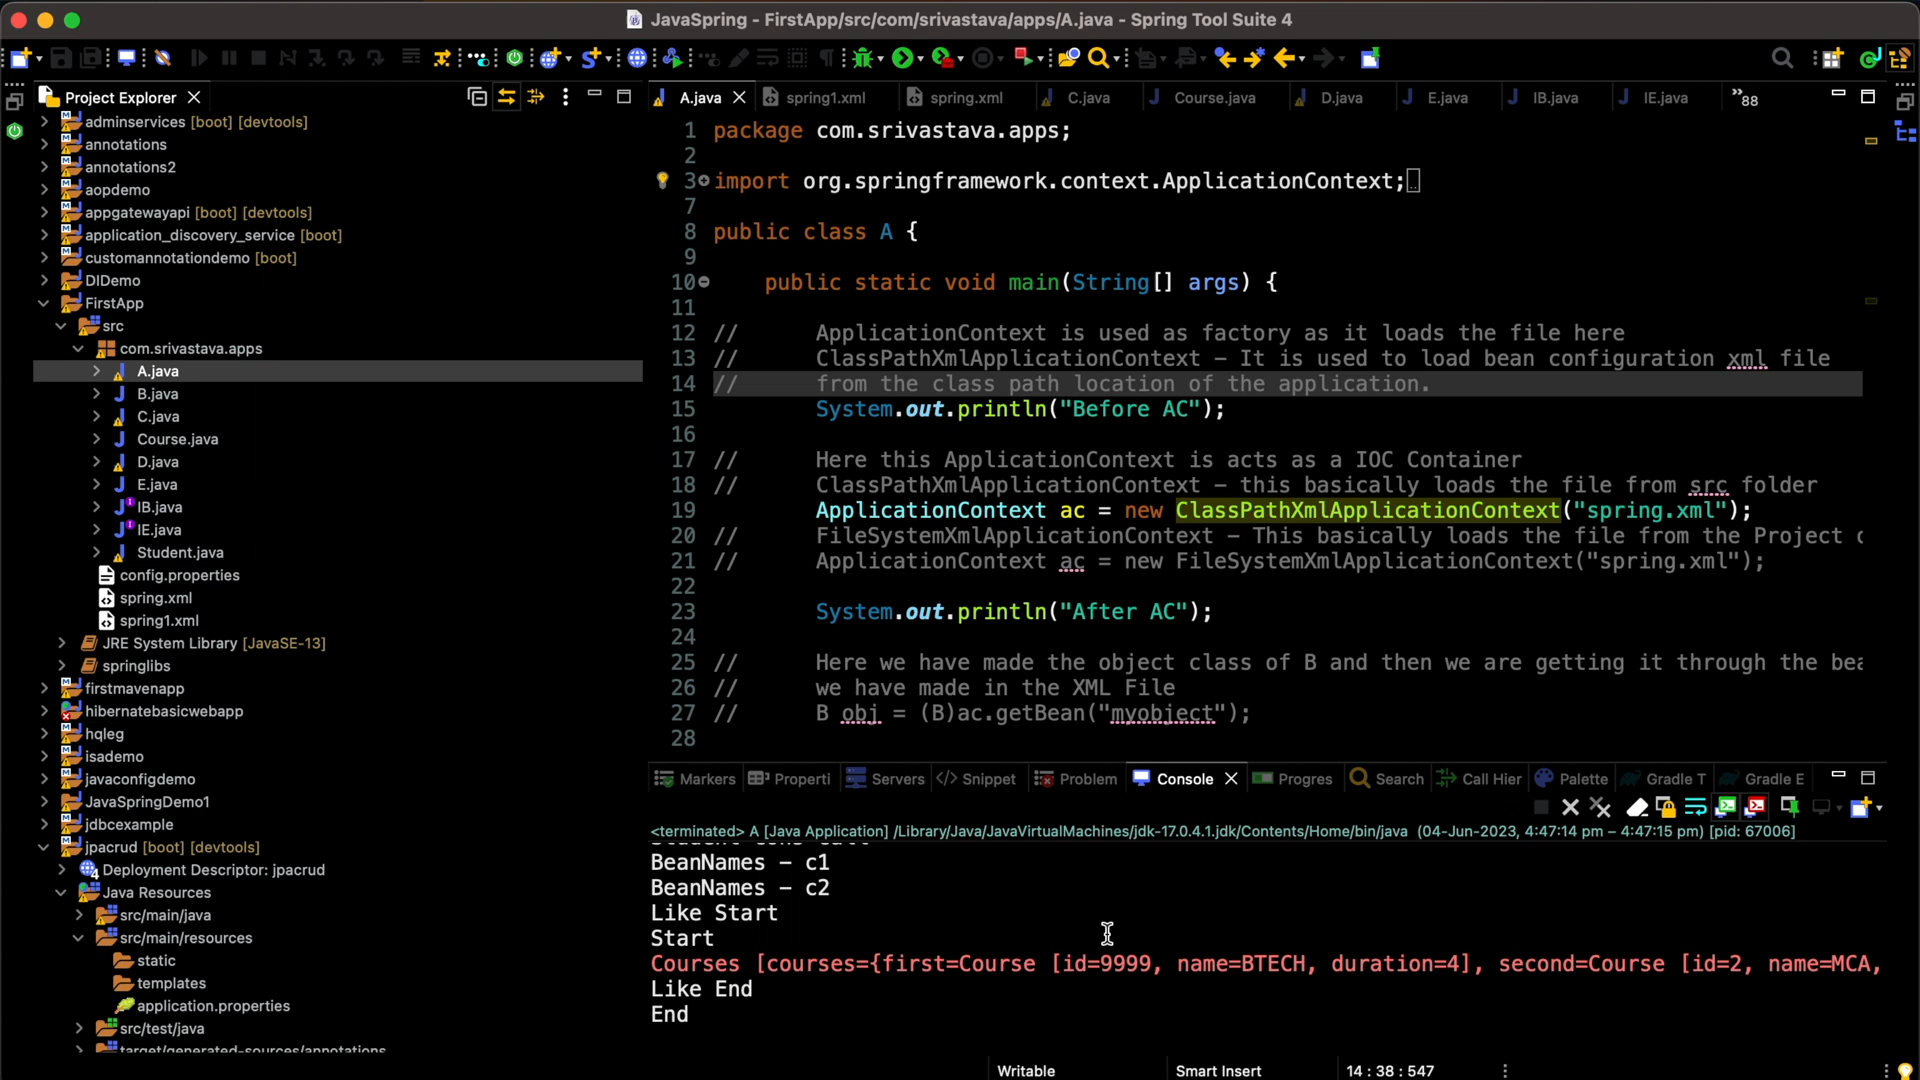 JavaSpring - FirstApp/src/com/srivastava/apps/A.java - Spring Tool Suite 4
Project Explorer
adminservices [boot] [devtools]
annotations
annotations2
aopdemo
appgatewayapi [boot] [devtools]
application_discovery_service [boot]
customannotationdemo [boot]
DIDemo
FirstApp
src
com.srivastava.apps
A.java
B.java
C.java
Course.java
D.java
E.java
IB.java
IE.java
Student.java
config.properties
spring.xml
spring1.xml
JRE System Library [JavaSE-13]
springlibs
firstmavenapp
hibernatebasicwebapp
hqleg
isademo
javaconfigdemo
JavaSpringDemo1
jdbcexample
jpacrud [boot] [devtools]
Deployment Descriptor: jpacrud
Java Resources
src/main/java
src/main/resources
static
templates
application.properties
src/test/java
target/generated-sources/annotations
A.java spring1.xml spring.xml C.java Course.java D.java E.java IB.java IE.java »88
1 package com.srivastava.apps;
2
3 import org.springframework.context.ApplicationContext;
7
8 public class A {
9
10 public static void main(String[] args) {
11
12 // ApplicationContext is used as factory as it loads the file here
13 // ClassPathXmlApplicationContext – It is used to load bean configuration xml file
14 // from the class path location of the application.
15 System.out.println("Before AC");
16
17 // Here this ApplicationContext is acts as a IOC Container
18 // ClassPathXmlApplicationContext – this basically loads the file from src folder
19 ApplicationContext ac = new ClassPathXmlApplicationContext("spring.xml");
20 // FileSystemXmlApplicationContext – This basically loads the file from the Project
21 // ApplicationContext ac = new FileSystemXmlApplicationContext("spring.xml");
22
23 System.out.println("After AC");
24
25 // Here we have made the object class of B and then we are getting it through the bea
26 // we have made in the XML File
27 // B obj = (B)ac.getBean("myobject");
28
Markers Properti Servers Snippet Problem Console Progres Search Call Hier Palette Gradle T Gradle E
<terminated> A [Java Application] /Library/Java/JavaVirtualMachines/jdk-17.0.4.1.jdk/Contents/Home/bin/java (04-Jun-2023, 4:47:14 pm – 4:47:15 pm) [pid: 67006]
Student cons call
BeanNames – c1
BeanNames – c2
Like Start
Start
Courses [courses={first=Course [id=9999, name=BTECH, duration=4], second=Course [id=2, name=MCA,
Like End
End
Writable Smart Insert 14 : 38 : 547